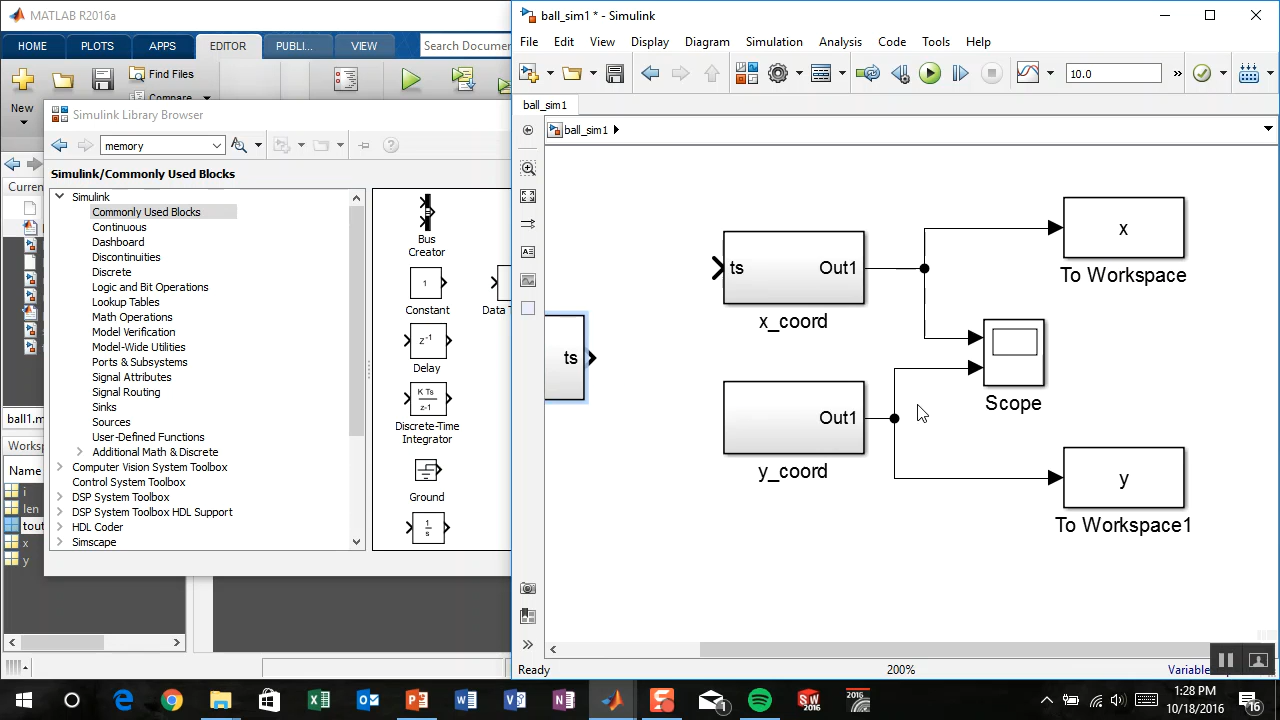 MATLAB R2016a
HOME
PLOTS
APPS
EDITOR
PUBLI...
VIEW
Search Documen
New
Find Files
Compare
Simulink Library Browser
memory
Simulink/Commonly Used Blocks
Simulink
Commonly Used Blocks
Continuous
Dashboard
Discontinuities
Discrete
Logic and Bit Operations
Lookup Tables
Math Operations
Model Verification
Model-Wide Utilities
Ports & Subsystems
Signal Attributes
Signal Routing
Sinks
Sources
User-Defined Functions
Additional Math & Discrete
Computer Vision System Toolbox
Control System Toolbox
DSP System Toolbox
DSP System Toolbox HDL Support
HDL Coder
Simscape
Bus
Creator
1
Constant
Data T
z-1
Delay
K Ts
z-1
Discrete-Time
Integrator
Ground
1
s
Curren
ball1.m
Worksp
Name
i
len
tout
x
y
ball_sim1 * - Simulink
File Edit View Display Diagram Simulation Analysis Code Tools Help
10.0
ball_sim1
ball_sim1
ts
ts Out1
x_coord
Out1
y_coord
x
To Workspace
Scope
y
To Workspace1
Ready
200%
Variable
1:28 PM
10/18/2016
2016
SW
2016
1
16